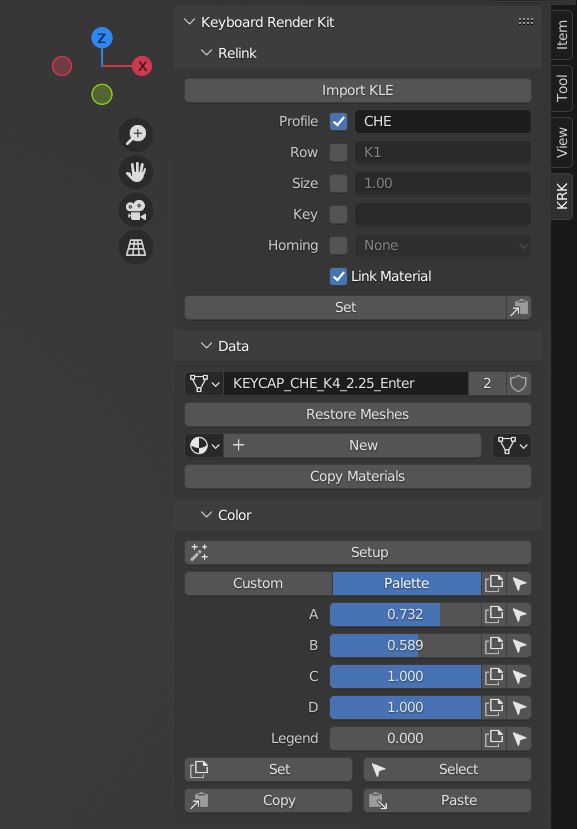 Keyboard Render Kit
Relink
Import KLE
Profile CHE
Row K1
Size 1.00
Key
Homing None
Link Material
Set
Data
KEYCAP_CHE_K4_2.25_Enter 2
Restore Meshes
New
Copy Materials
Color
Setup
Custom Palette
A 0.732
B 0.589
C 1.000
D 1.000
Legend 0.000
Set Select
Copy Paste
Z
X
Item
Tool
View
KRK